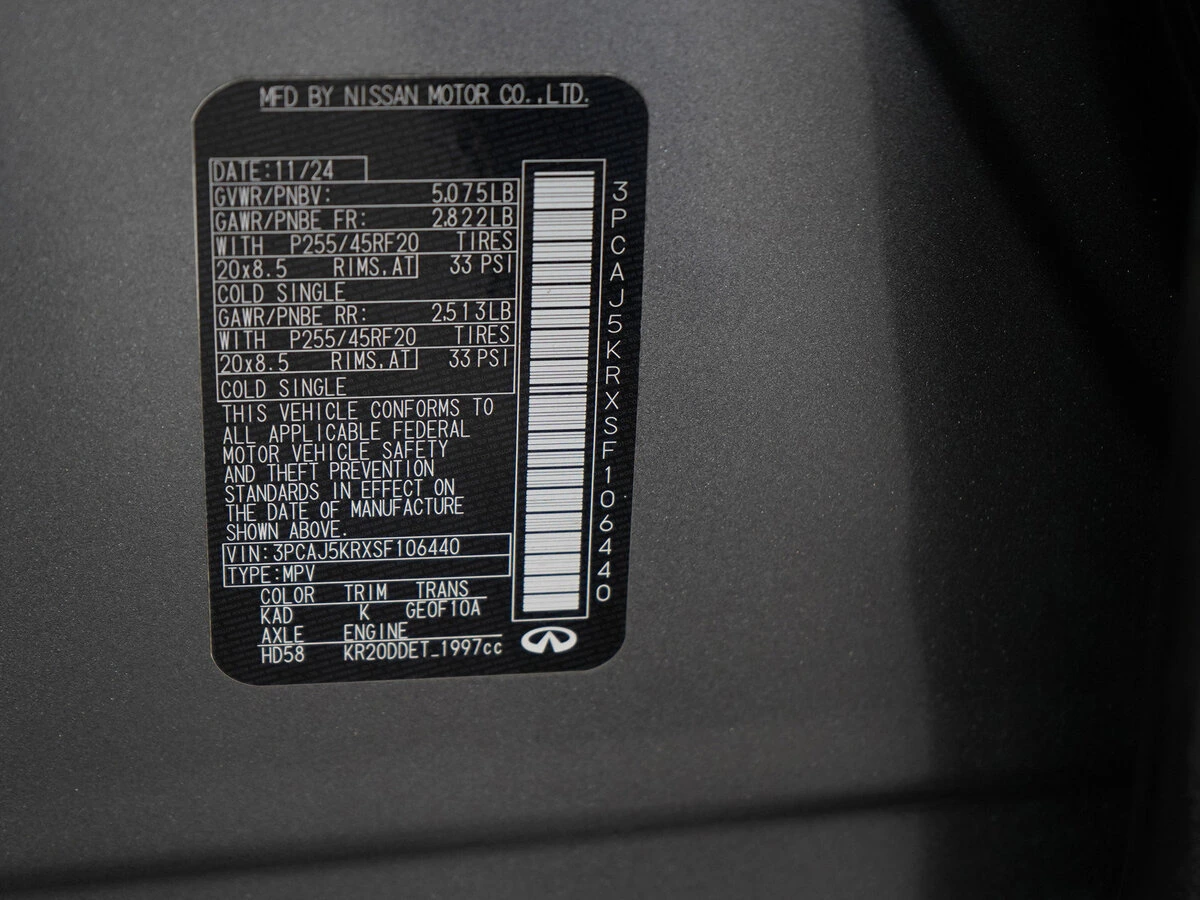 MFD BY NISSAN MOTOR CO.,LTD.
DATE:11/24
GVWR/PNBV: 5,075LB
GAWR/PNBE FR: 2,822LB
WITH P255/45RF20 TIRES
20x8.5 RIMS,AT 33 PSI
COLD SINGLE
GAWR/PNBE RR: 2,513LB
WITH P255/45RF20 TIRES
20x8.5 RIMS,AT 33 PSI
COLD SINGLE
THIS VEHICLE CONFORMS TO
ALL APPLICABLE FEDERAL
MOTOR VEHICLE SAFETY
AND THEFT PREVENTION
STANDARDS IN EFFECT ON
THE DATE OF MANUFACTURE
SHOWN ABOVE.
VIN:3PCAJ5KRXSF106440
TYPE:MPV
COLOR TRIM TRANS
KAD K GE0F10A
AXLE ENGINE
HD58 KR20DDET_1997cc
3PCAJ5KRXSF106440